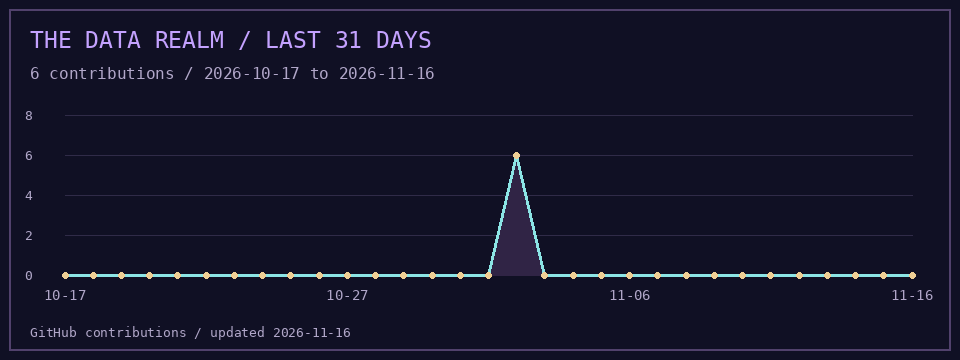 THE DATA REALM / LAST 31 DAYS
6 contributions / 2026-10-17 to 2026-11-16
8
6
4
2
0
10-17 10-27 11-06 11-16
GitHub contributions / updated 2026-11-16